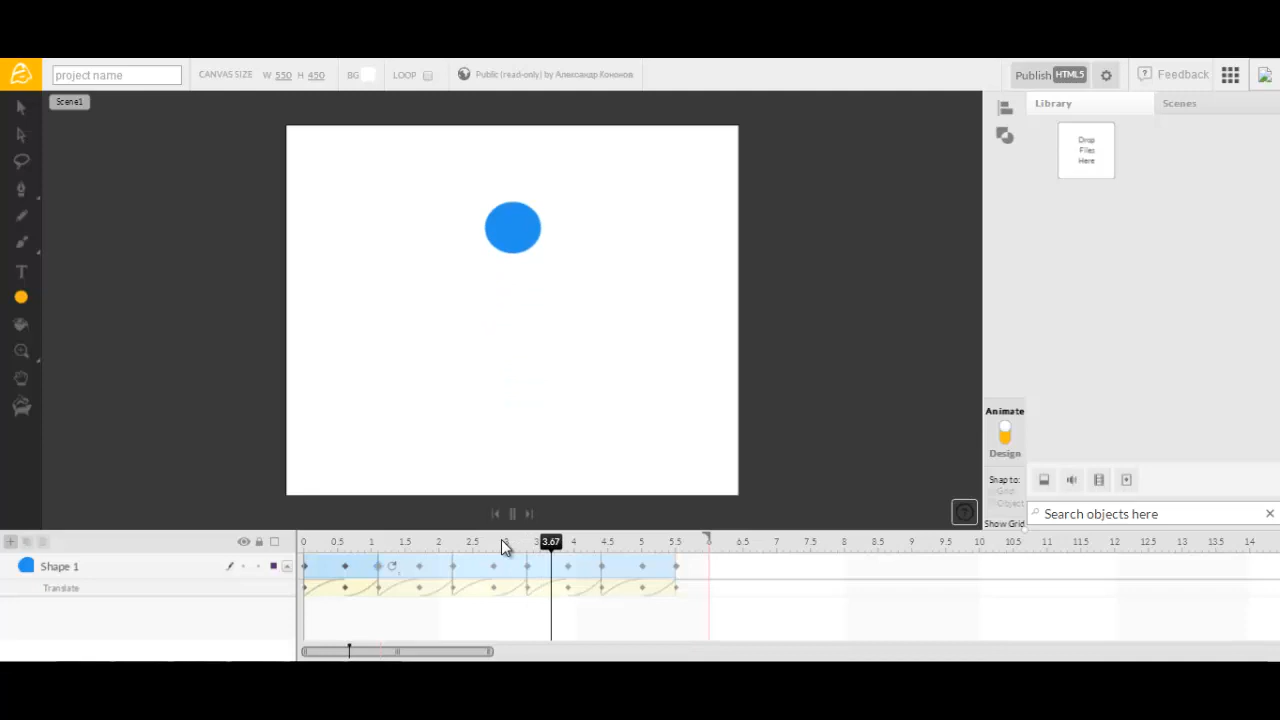 project name CANVAS SIZE W 550 H 450 BG LOOP Public (read-only) by Александр Кононов Publish HTML5 Feedback
Scene1
Library Scenes
Drop
Files
Here
Animate
Design
Snap to:
Grid
Object
Show Grid
Search objects here
0 0.5 1 1.5 2 2.5 3 3.67 4 4.5 5 5.5 6 6.5 7 7.5 8 8.5 9 9.5 10 10.5 11 11.5 12 12.5 13 13.5 14
Shape 1
Translate